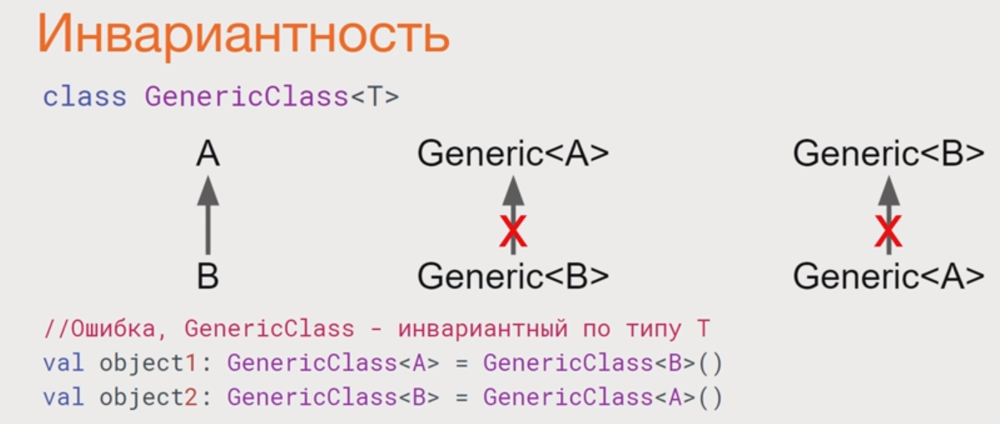 Инвариантность
class GenericClass<T>
A Generic<A> Generic<B>
X X
B Generic<B> Generic<A>
//Ошибка, GenericClass - инвариантный по типу T
val object1: GenericClass<A> = GenericClass<B>()
val object2: GenericClass<B> = GenericClass<A>()